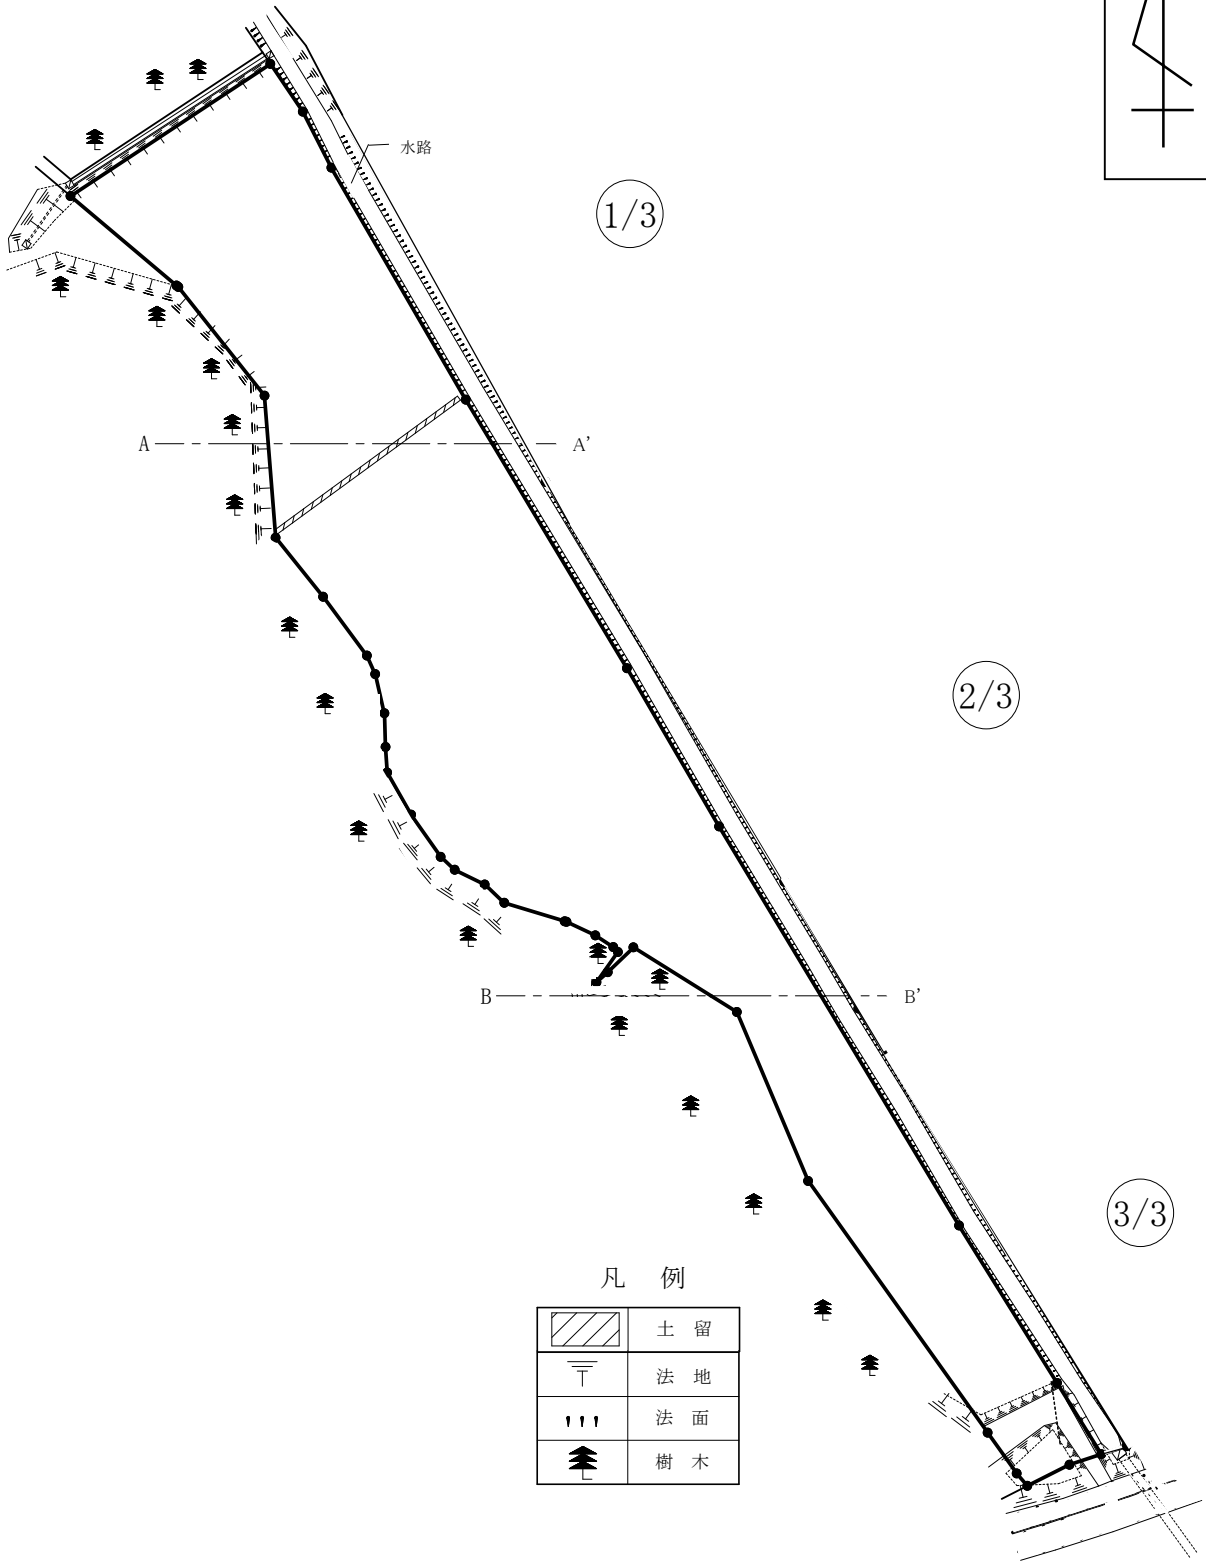 水路
1/3
A
A'
2/3
B
B'
3/3
凡 例
土 留
法 地
法 面
樹 木